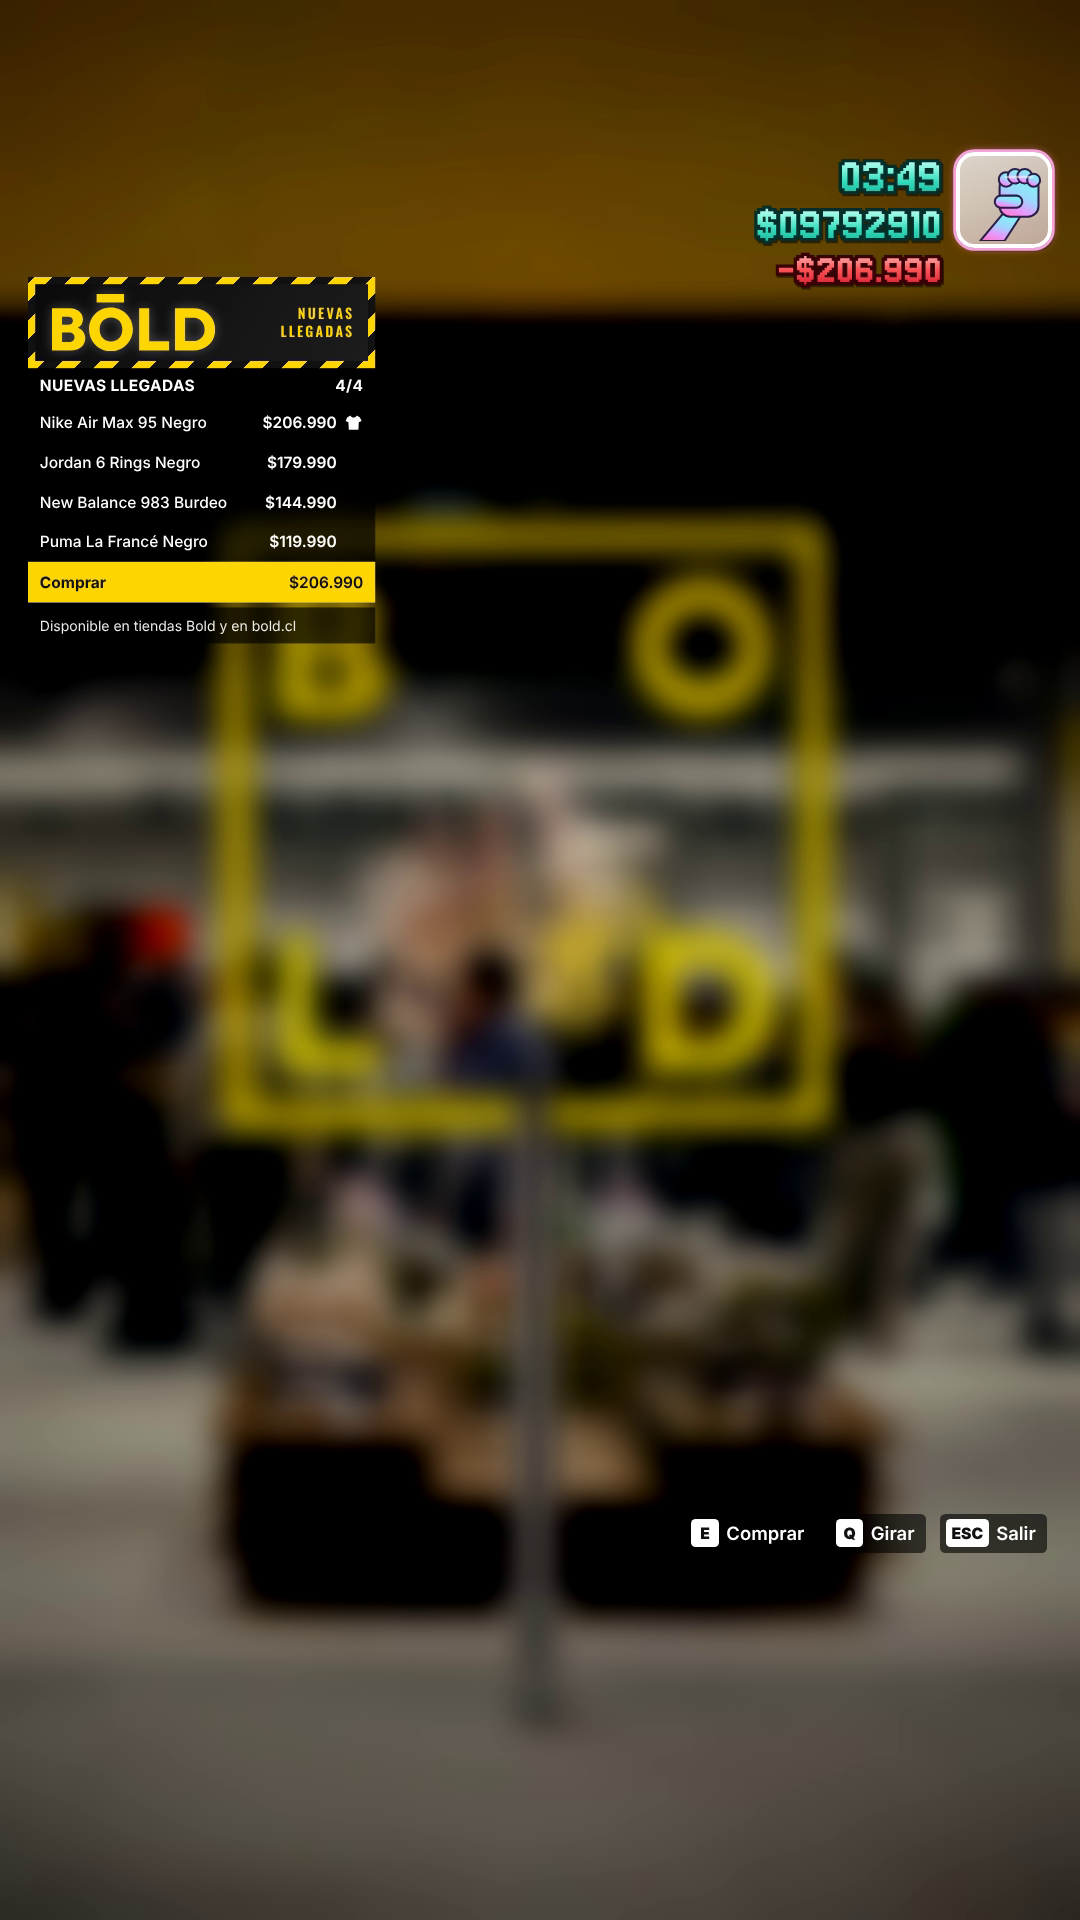 03:49
$09792910
-$206.990
BŌLD
NUEVAS
LLEGADAS
NUEVAS LLEGADAS 4/4
Nike Air Max 95 Negro $206.990
Jordan 6 Rings Negro $179.990
New Balance 983 Burdeo $144.990
Puma La Francé Negro $119.990
Comprar $206.990
Disponible en tiendas Bold y en bold.cl
B O
L D
E Comprar Q Girar ESC Salir